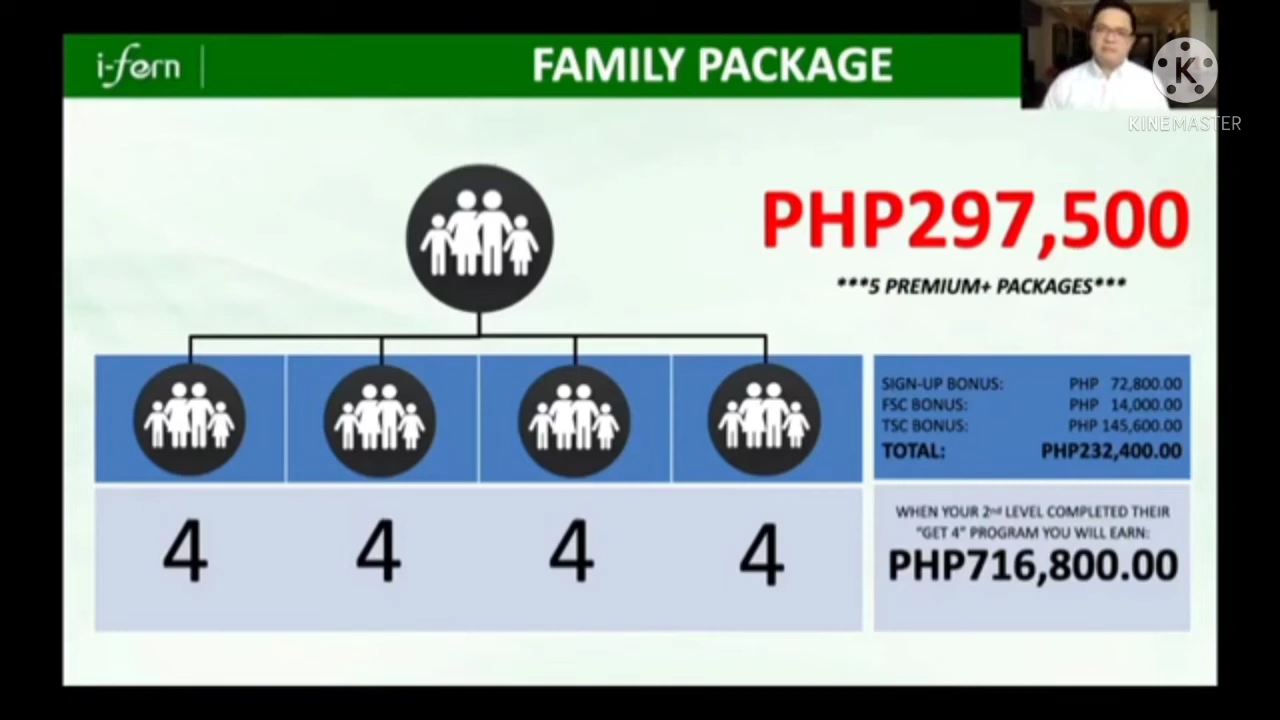 i-fern
FAMILY PACKAGE
K
KINEMASTER
PHP297,500
***5 PREMIUM+ PACKAGES***
SIGN-UP BONUS: PHP 72,800.00
FSC BONUS: PHP 14,000.00
TSC BONUS: PHP 145,600.00
TOTAL: PHP232,400.00
4 4 4 4
WHEN YOUR 2nd LEVEL COMPLETED THEIR
“GET 4” PROGRAM YOU WILL EARN:
PHP716,800.00